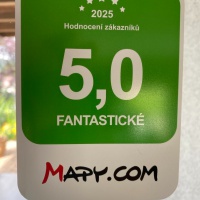 2025
Hodnocení zákazníků
5,0
FANTASTICKÉ
MAPY.COM